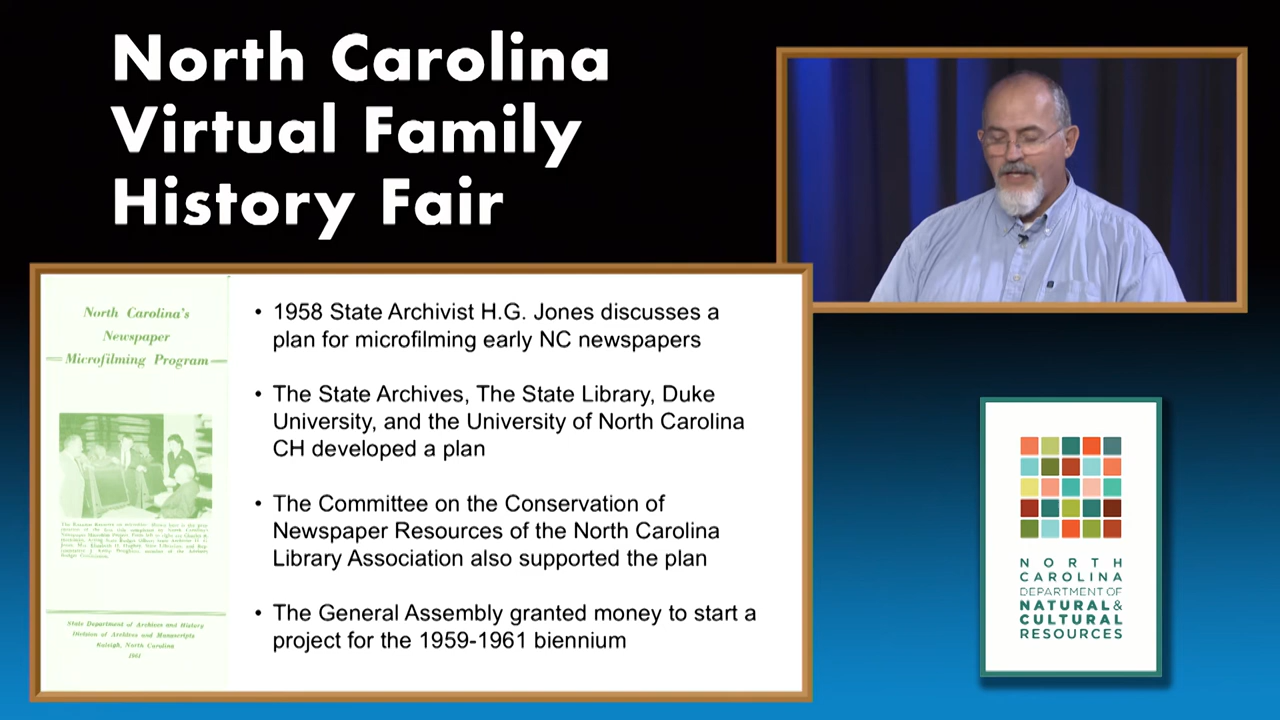 North Carolina
Virtual Family
History Fair
North Carolina's
Newspaper
Microfilming Program
State Department of Archives and History
Division of Archives and Manuscripts
Raleigh, North Carolina
• 1958 State Archivist H.G. Jones discusses a
plan for microfilming early NC newspapers
• The State Archives, The State Library, Duke
University, and the University of North Carolina
CH developed a plan
• The Committee on the Conservation of
Newspaper Resources of the North Carolina
Library Association also supported the plan
• The General Assembly granted money to start a
project for the 1959-1961 biennium
NORTH
CAROLINA
DEPARTMENT OF
NATURAL &
CULTURAL
RESOURCES